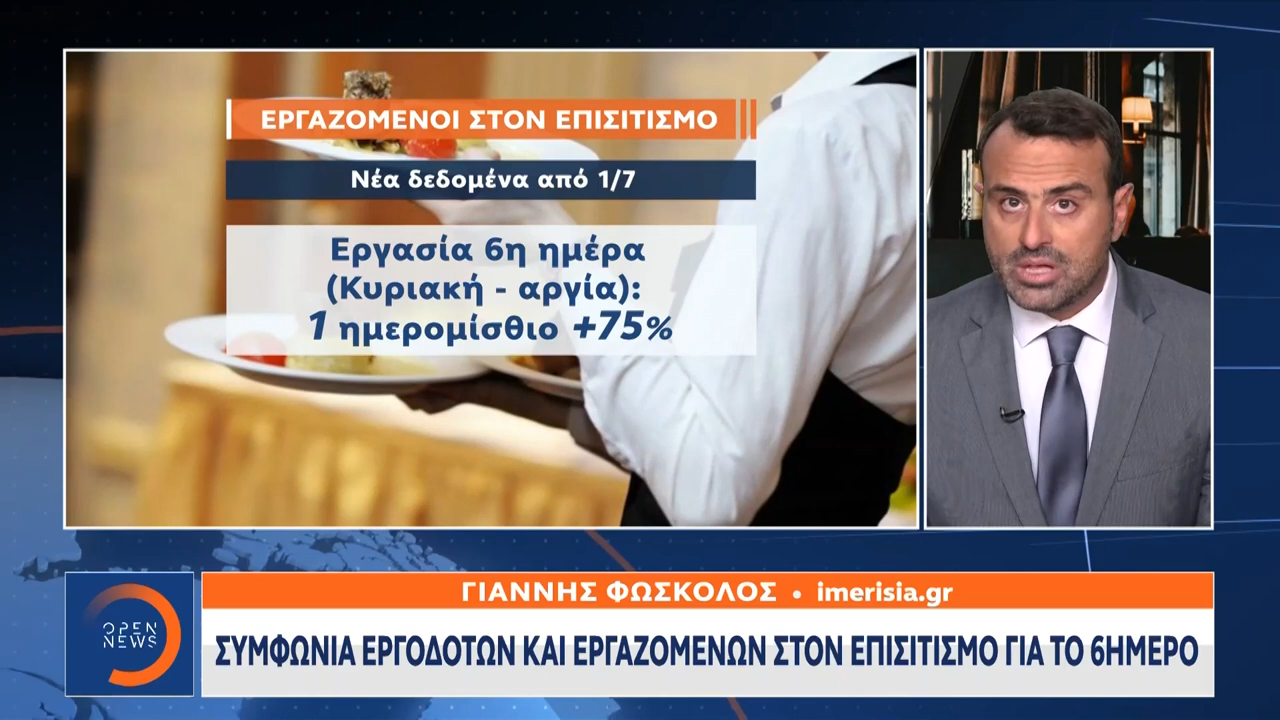 ΕΡΓΑΖΟΜΕΝΟΙ ΣΤΟΝ ΕΠΙΣΙΤΙΣΜΟ
Νέα δεδομένα από 1/7
Εργασία 6η ημέρα
(Κυριακή - αργία):
1 ημερομίσθιο +75%
ΓΙΑΝΝΗΣ ΦΩΣΚΟΛΟΣ • imerisia.gr
OPEN
NEWS
ΣΥΜΦΩΝΙΑ ΕΡΓΟΔΟΤΩΝ ΚΑΙ ΕΡΓΑΖΟΜΕΝΩΝ ΣΤΟΝ ΕΠΙΣΙΤΙΣΜΟ ΓΙΑ ΤΟ 6ΗΜΕΡΟ